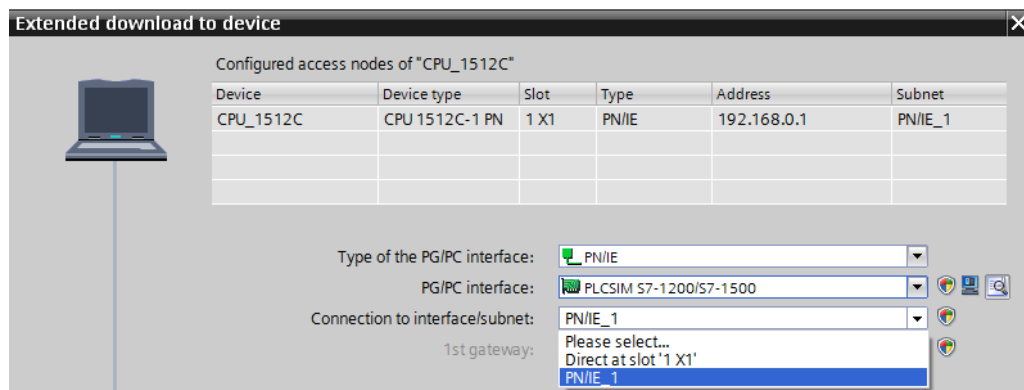 Extended download to device
Configured access nodes of "CPU_1512C"
Device Device type Slot Type Address Subnet
CPU_1512C CPU 1512C-1 PN 1 X1 PN/IE 192.168.0.1 PN/IE_1
Type of the PG/PC interface: PN/IE
PG/PC interface: PLCSIM S7-1200/S7-1500
Connection to interface/subnet: PN/IE_1
Please select...
Direct at slot '1 X1'
1st gateway:
PN/IE_1